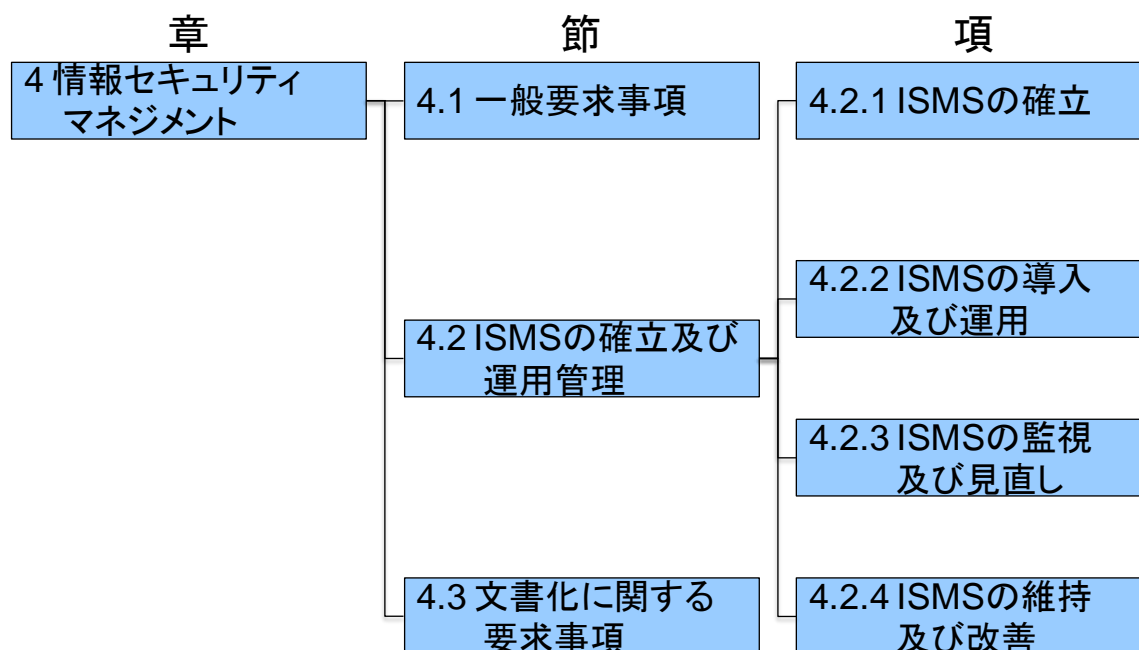 章
節
項
4 情報セキュリティ
マネジメント
4.1 一般要求事項
4.2.1 ISMSの確立
4.2.2 ISMSの導入
及び運用
4.2 ISMSの確立及び
運用管理
4.2.3 ISMSの監視
及び見直し
4.3 文書化に関する
要求事項
4.2.4 ISMSの維持
及び改善